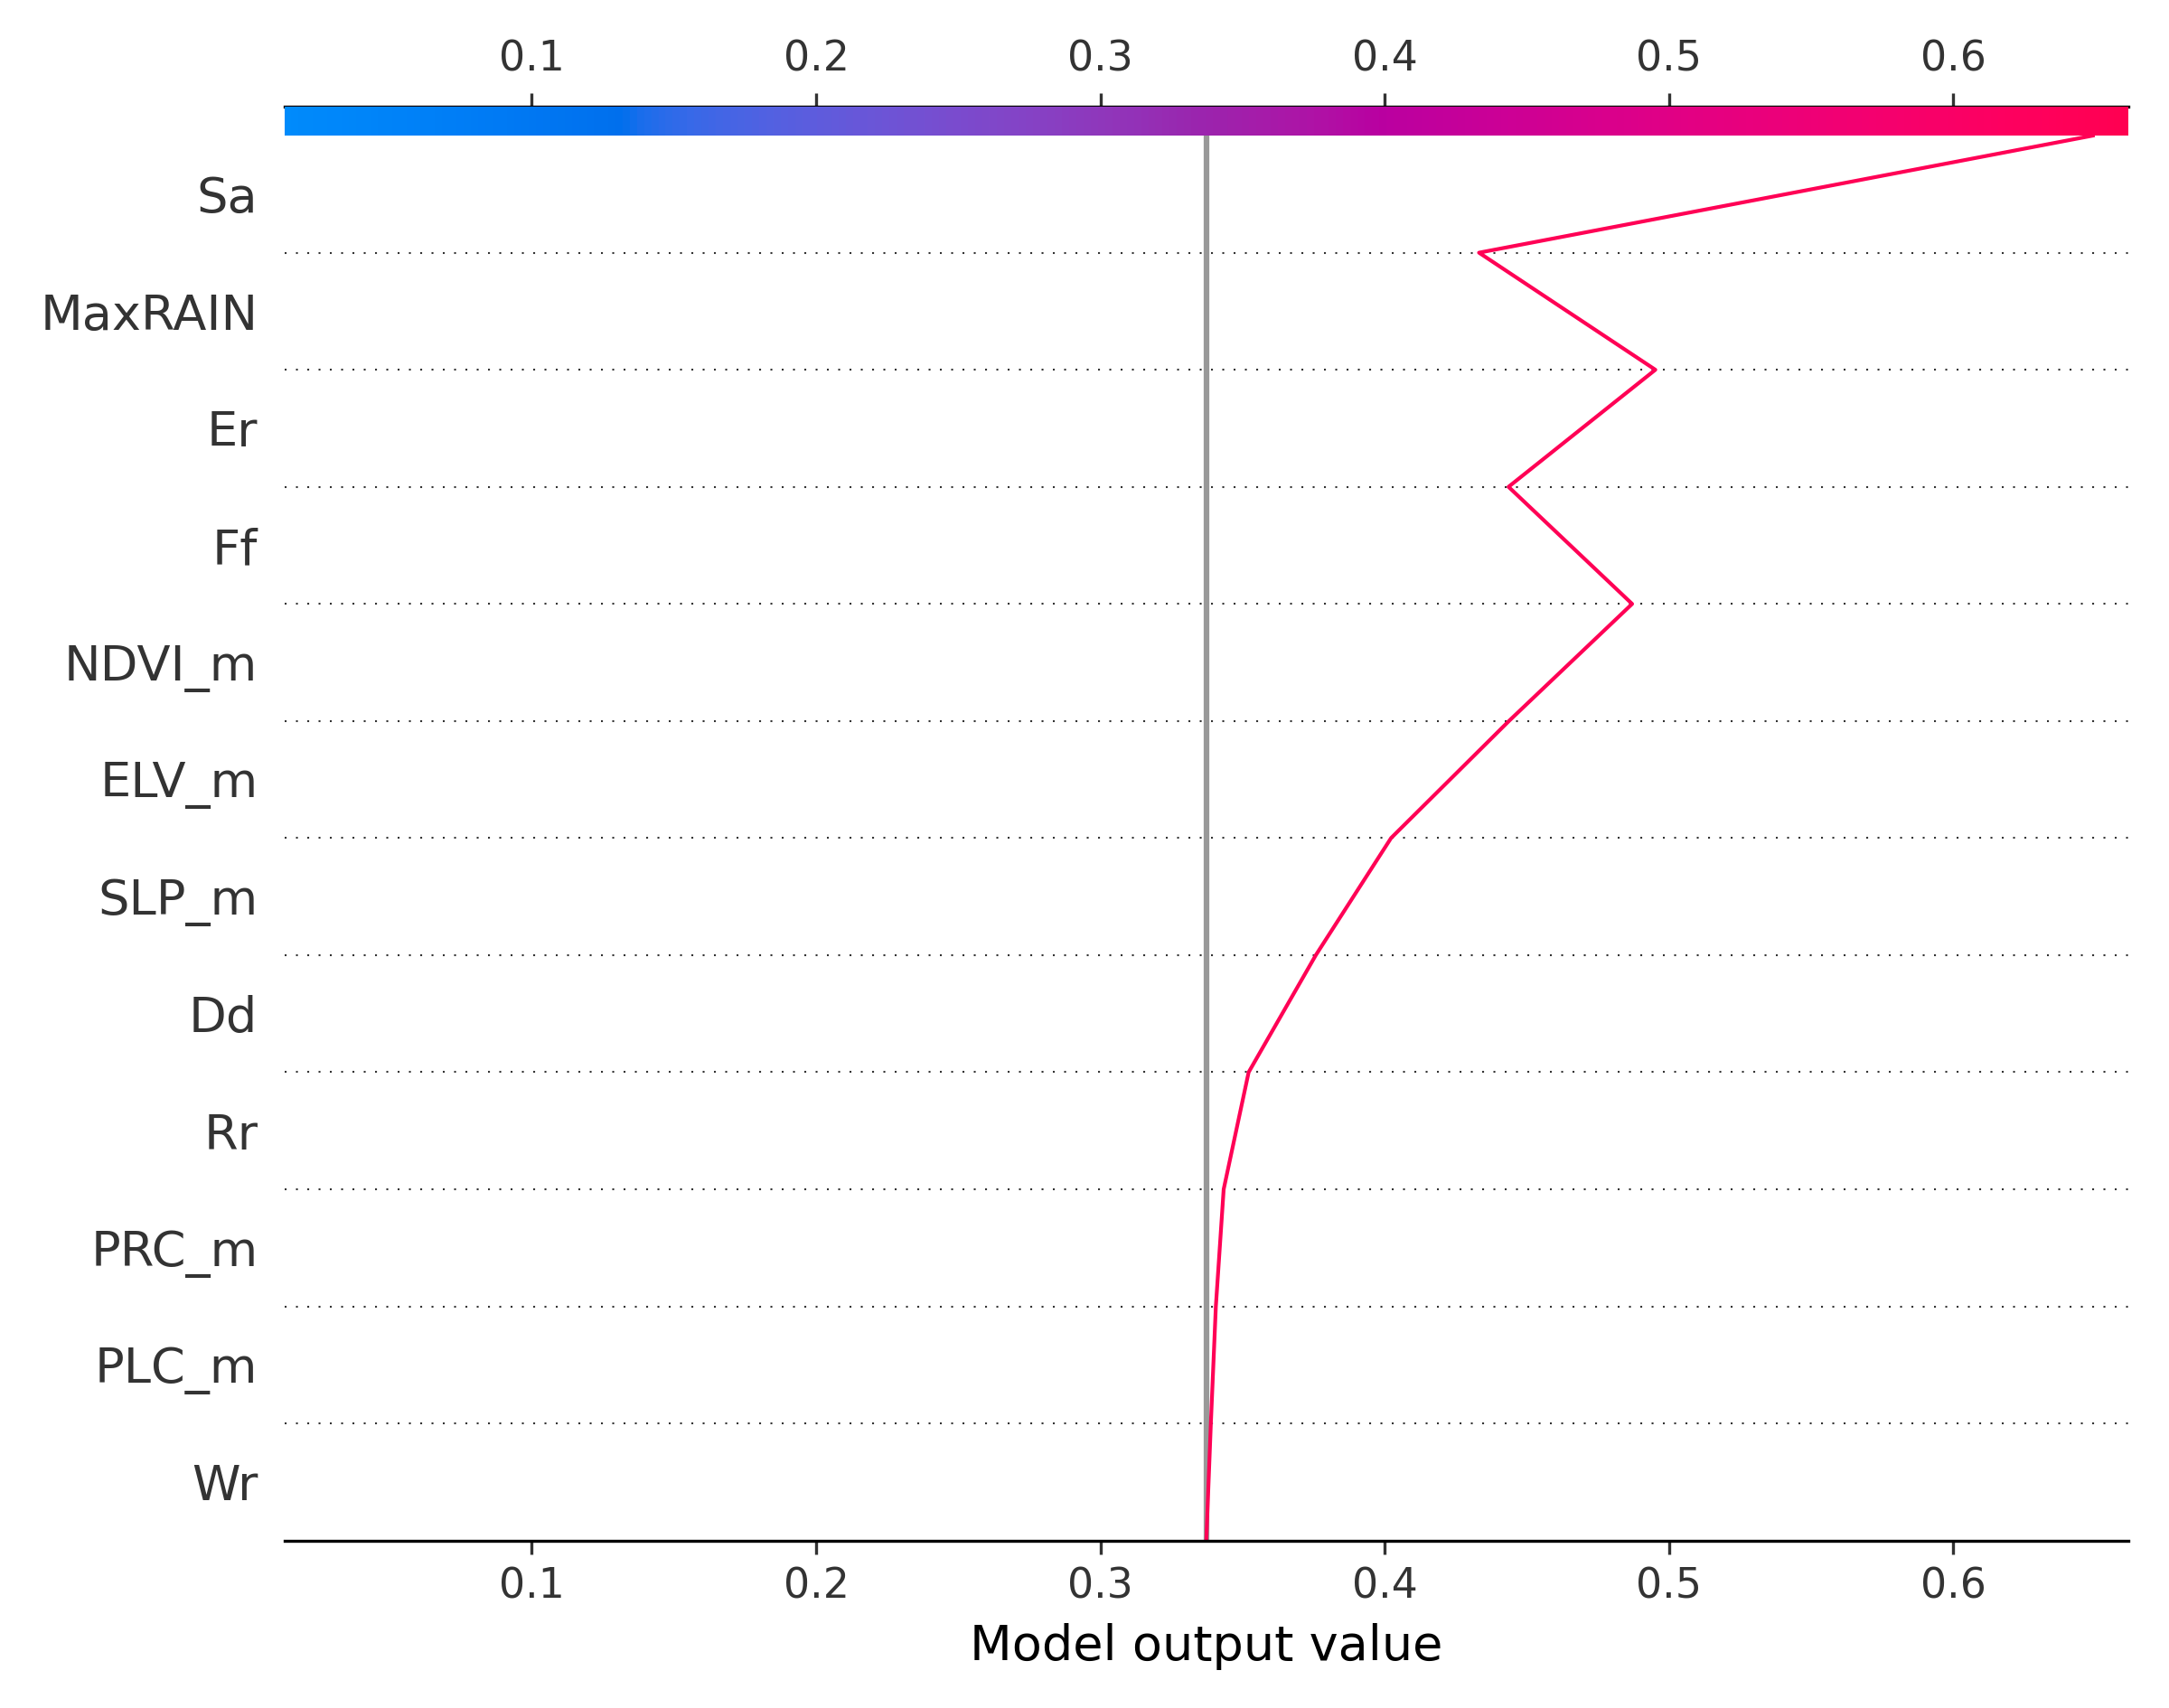 0.1 0.2 0.3 0.4 0.5 0.6
Sa
MaxRAIN
Er
Ff
NDVI_m
ELV_m
SLP_m
Dd
Rr
PRC_m
PLC_m
Wr
0.1 0.2 0.3 0.4 0.5 0.6
Model output value